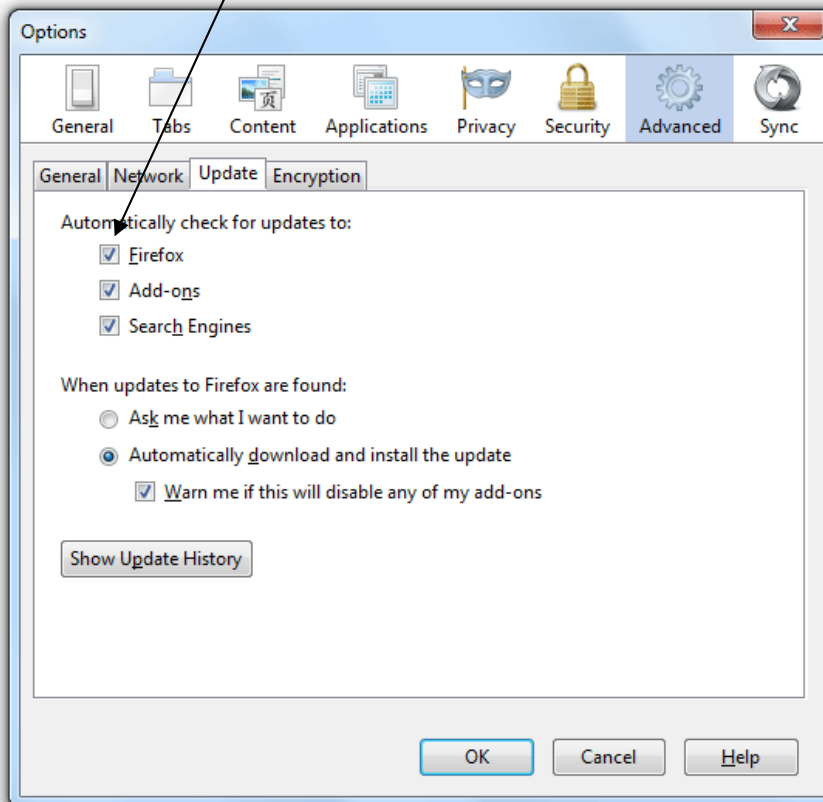 Options
General Tabs Content Applications Privacy Security Advanced Sync
页
General Network Update Encryption
Automatically check for updates to:
Firefox
Add-ons
Search Engines
When updates to Firefox are found:
Ask me what I want to do
Automatically download and install the update
Warn me if this will disable any of my add-ons
Show Update History
OK Cancel Help